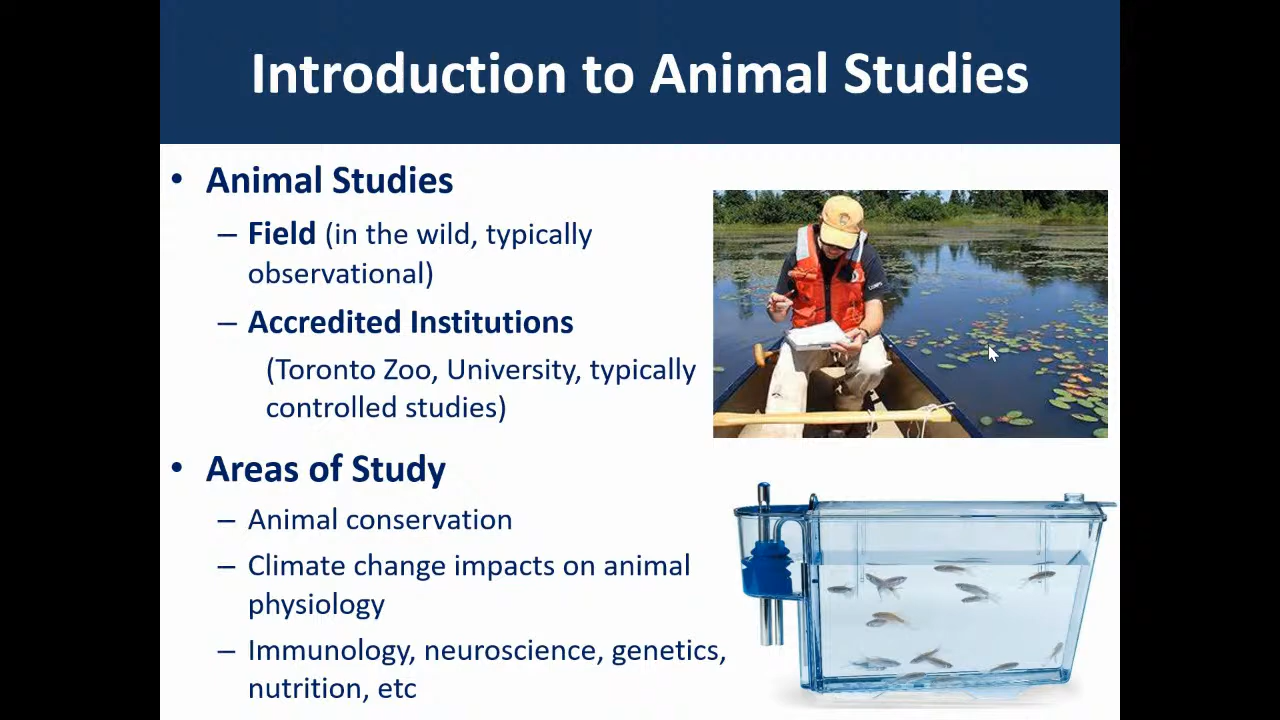 Introduction to Animal Studies
• Animal Studies
– Field (in the wild, typically
observational)
– Accredited Institutions
(Toronto Zoo, University, typically
controlled studies)
• Areas of Study
– Animal conservation
– Climate change impacts on animal
physiology
– Immunology, neuroscience, genetics,
nutrition, etc